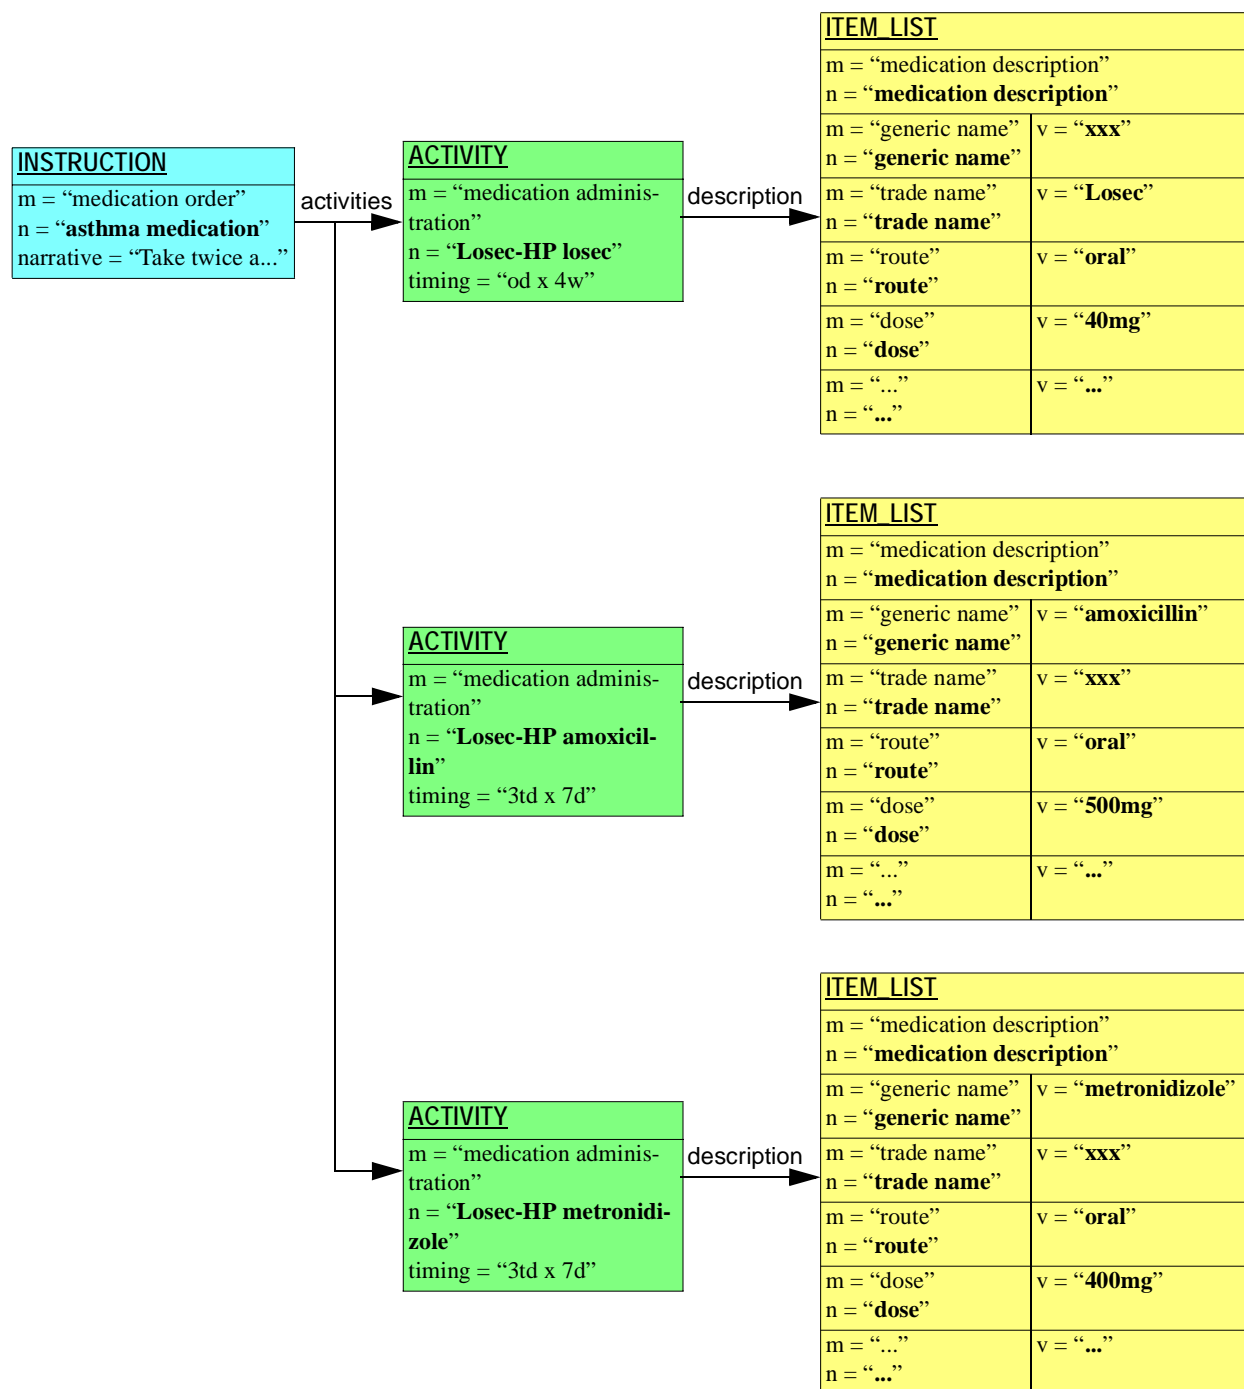 INSTRUCTION
m = “medication order”
n = “asthma medication”
narrative = “Take twice a...”
activities
ACTIVITY
m = “medication adminis-
tration”
n = “Losec-HP losec”
timing = “od x 4w”
description
ITEM_LIST
m = “medication description”
n = “medication description”
m = “generic name” v = “xxx”
n = “generic name”
m = “trade name” v = “Losec”
n = “trade name”
m = “route” v = “oral”
n = “route”
m = “dose” v = “40mg”
n = “dose”
m = “...” v = “...”
n = “...”
ACTIVITY
m = “medication adminis-
tration”
n = “Losec-HP amoxicil-
lin”
timing = “3td x 7d”
description
ITEM_LIST
m = “medication description”
n = “medication description”
m = “generic name” v = “amoxicillin”
n = “generic name”
m = “trade name” v = “xxx”
n = “trade name”
m = “route” v = “oral”
n = “route”
m = “dose” v = “500mg”
n = “dose”
m = “...” v = “...”
n = “...”
ACTIVITY
m = “medication adminis-
tration”
n = “Losec-HP metronidi-
zole”
timing = “3td x 7d”
description
ITEM_LIST
m = “medication description”
n = “medication description”
m = “generic name” v = “metronidizole”
n = “generic name”
m = “trade name” v = “xxx”
n = “trade name”
m = “route” v = “oral”
n = “route”
m = “dose” v = “400mg”
n = “dose”
m = “...” v = “...”
n = “...”